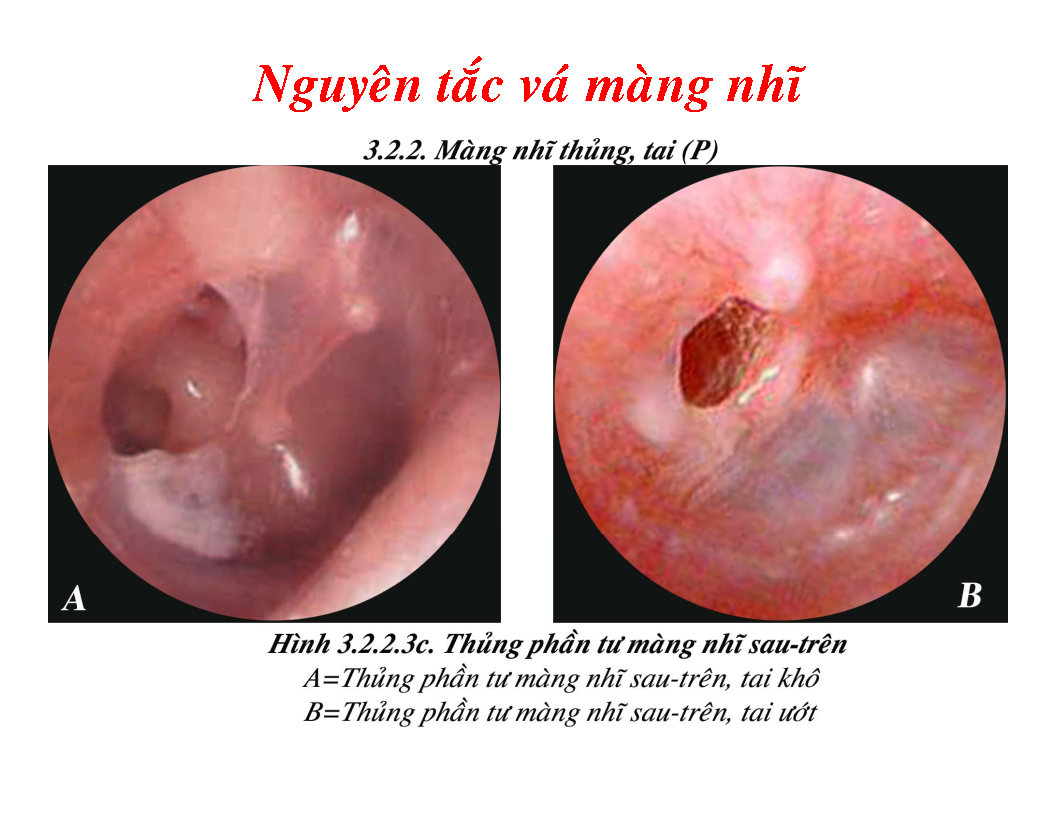 Nguyên tắc vá màng nhĩ
3.2.2. Màng nhĩ thủng, tai (P)
A
B
Hình 3.2.2.3c. Thủng phần tư màng nhĩ sau-trên
A=Thủng phần tư màng nhĩ sau-trên, tai khô
B=Thủng phần tư màng nhĩ sau-trên, tai ướt